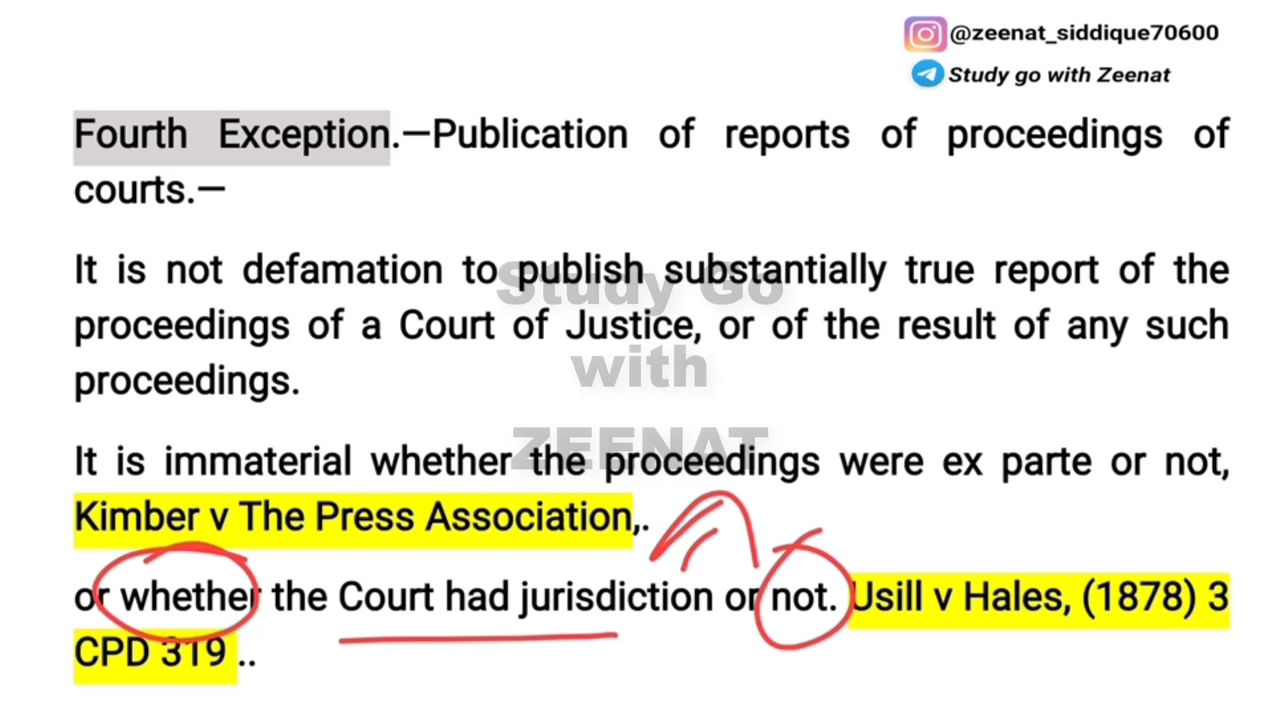 @zeenat_siddique70600
Study go with Zeenat
Fourth Exception.—Publication of reports of proceedings of
courts.—
It is not defamation to publish substantially true report of the
proceedings of a Court of Justice, or of the result of any such
proceedings.
Study Go
with
ZEENAT
It is immaterial whether the proceedings were ex parte or not,
Kimber v The Press Association,.
or whether the Court had jurisdiction or not. Usill v Hales, (1878) 3
CPD 319 ..